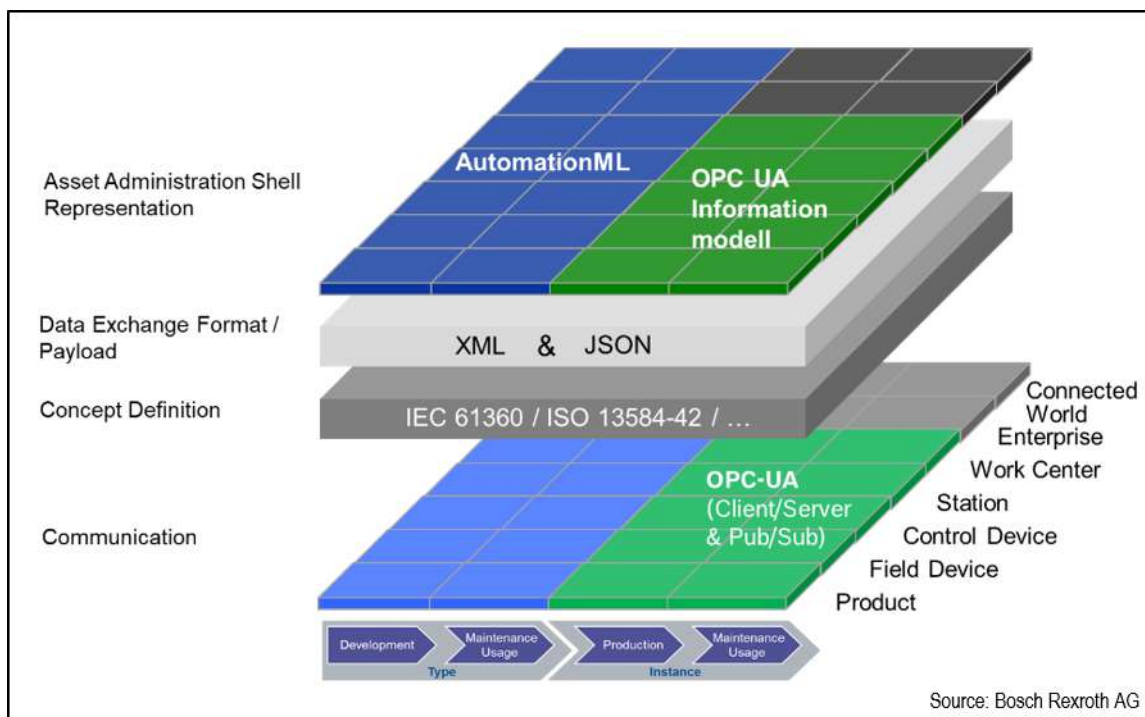 Asset Administration Shell
Representation
AutomationML
OPC UA
Information
modell
Data Exchange Format /
Payload
XML & JSON
Concept Definition
IEC 61360 / ISO 13584-42 / ...
Connected
World
Enterprise
Work Center
Station
Control Device
Field Device
Product
Communication
OPC-UA
(Client/Server
& Pub/Sub)
Development
Maintenance
Usage
Production
Maintenance
Usage
Type
Instance
Source: Bosch Rexroth AG